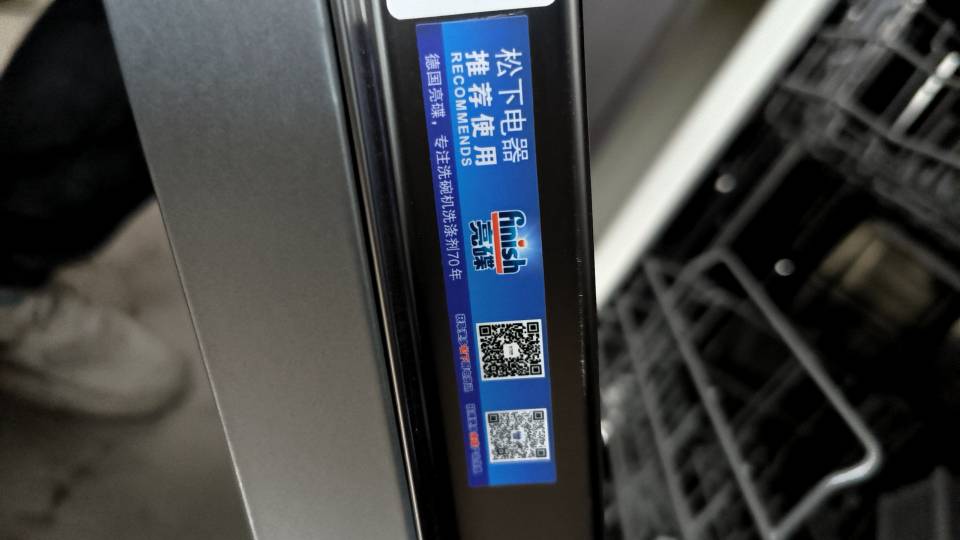 松下电器
推荐使用
RECOMMENDS
德国亮碟，专注洗碗机洗涤剂70年
finish
亮碟